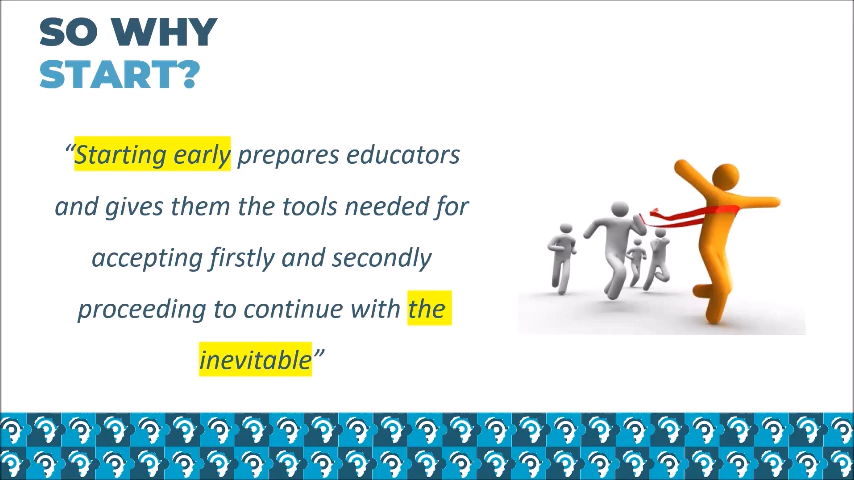 SO WHY
START?
“Starting early prepares educators
and gives them the tools needed for
accepting firstly and secondly
proceeding to continue with the
inevitable”